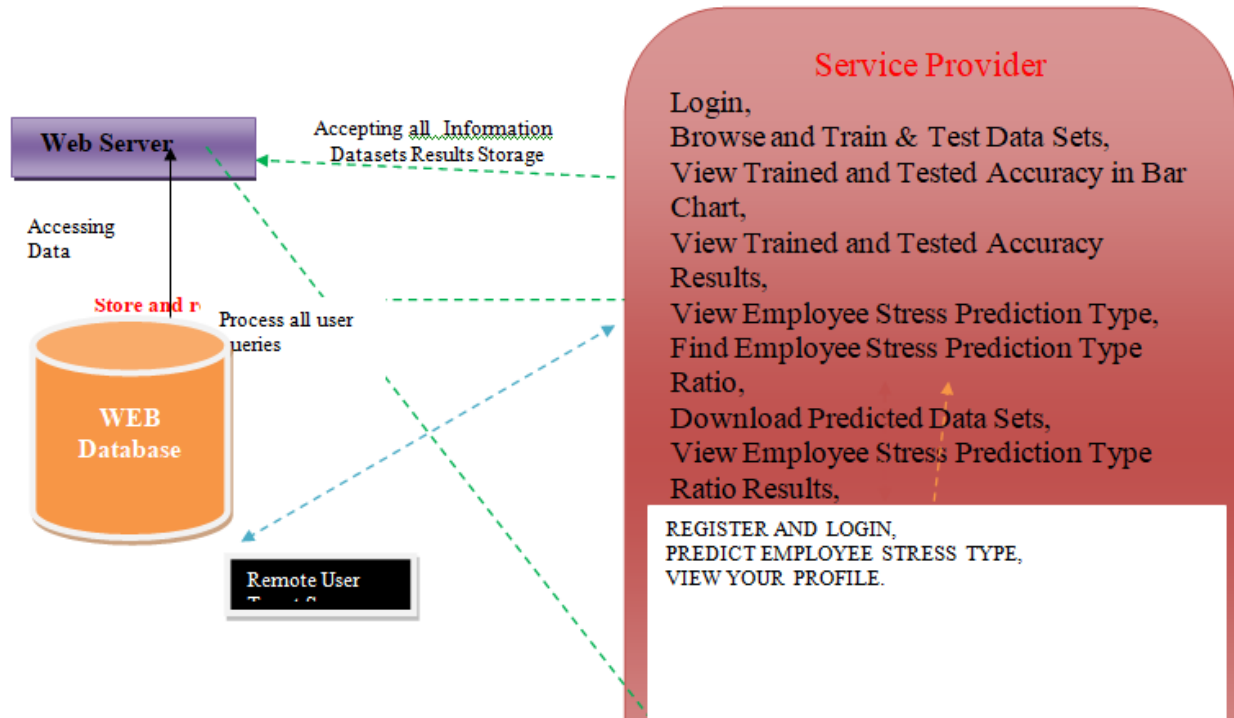 Service Provider
Login,
Browse and Train & Test Data Sets,
View Trained and Tested Accuracy in Bar
Chart,
View Trained and Tested Accuracy
Results,
View Employee Stress Prediction Type,
Find Employee Stress Prediction Type
Ratio,
Download Predicted Data Sets,
View Employee Stress Prediction Type
Ratio Results,
REGISTER AND LOGIN,
PREDICT EMPLOYEE STRESS TYPE,
VIEW YOUR PROFILE.
Web Server
Accepting all Information
Datasets Results Storage
Accessing
Data
Store and
Process all user
queries
WEB
Database
Remote User